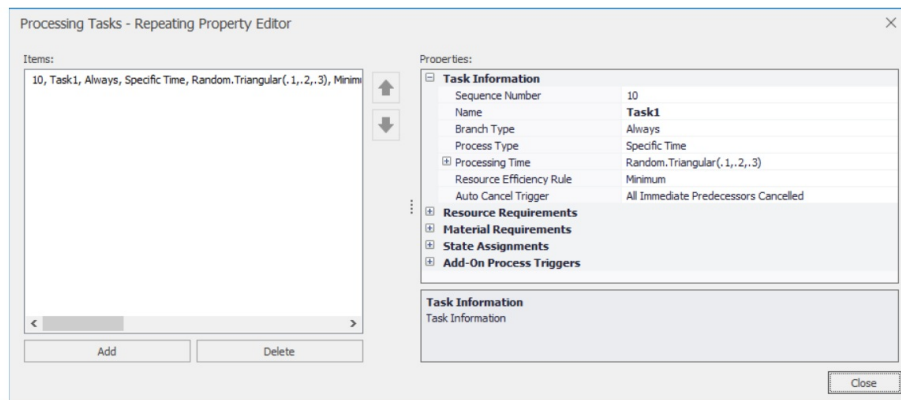 Processing Tasks - Repeating Property Editor
Items:
10, Task1, Always, Specific Time, Random.Triangular(.1,.2,.3), Minim
Add
Delete
Properties:
Task Information
Sequence Number 10
Name Task1
Branch Type Always
Process Type Specific Time
Processing Time Random.Triangular(.1,.2,.3)
Resource Efficiency Rule Minimum
Auto Cancel Trigger All Immediate Predecessors Cancelled
Resource Requirements
Material Requirements
State Assignments
Add-On Process Triggers
Task Information
Task Information
Close